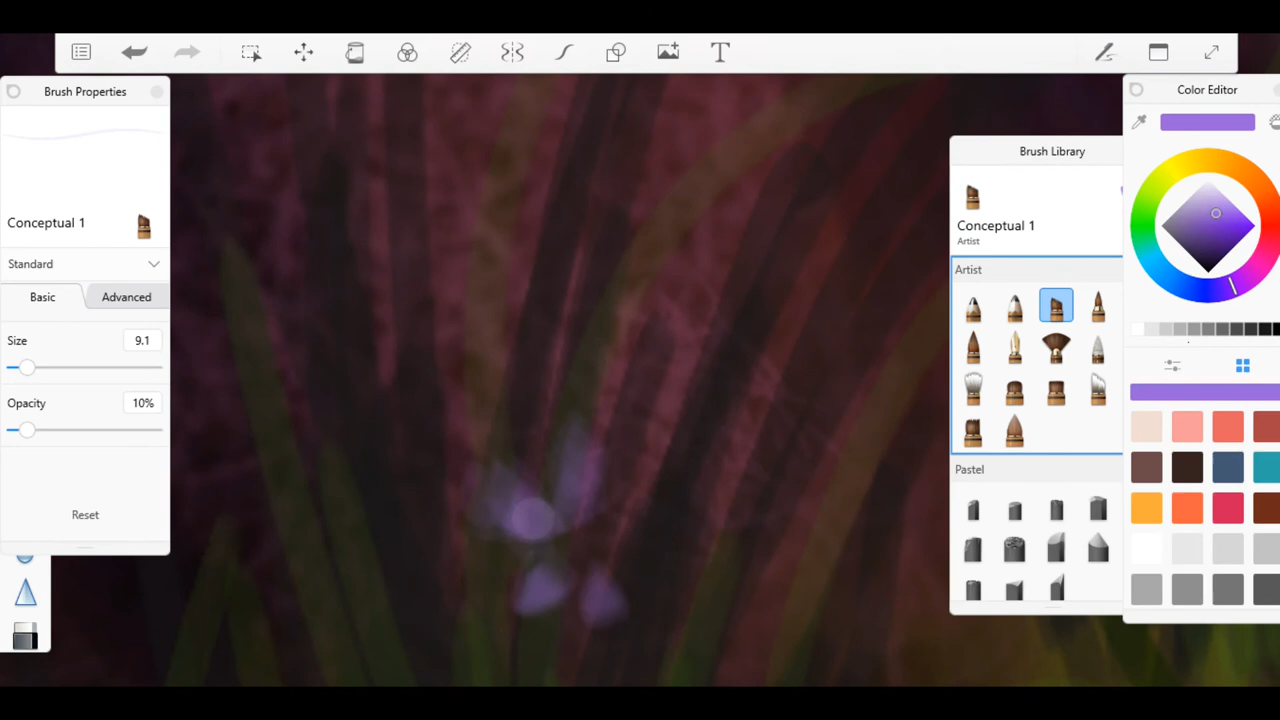 T
Brush Properties
Conceptual 1
Standard
Basic
Advanced
Size
9.1
Opacity
10%
Reset
Brush Library
Conceptual 1
Artist
Artist
Pastel
Color Editor